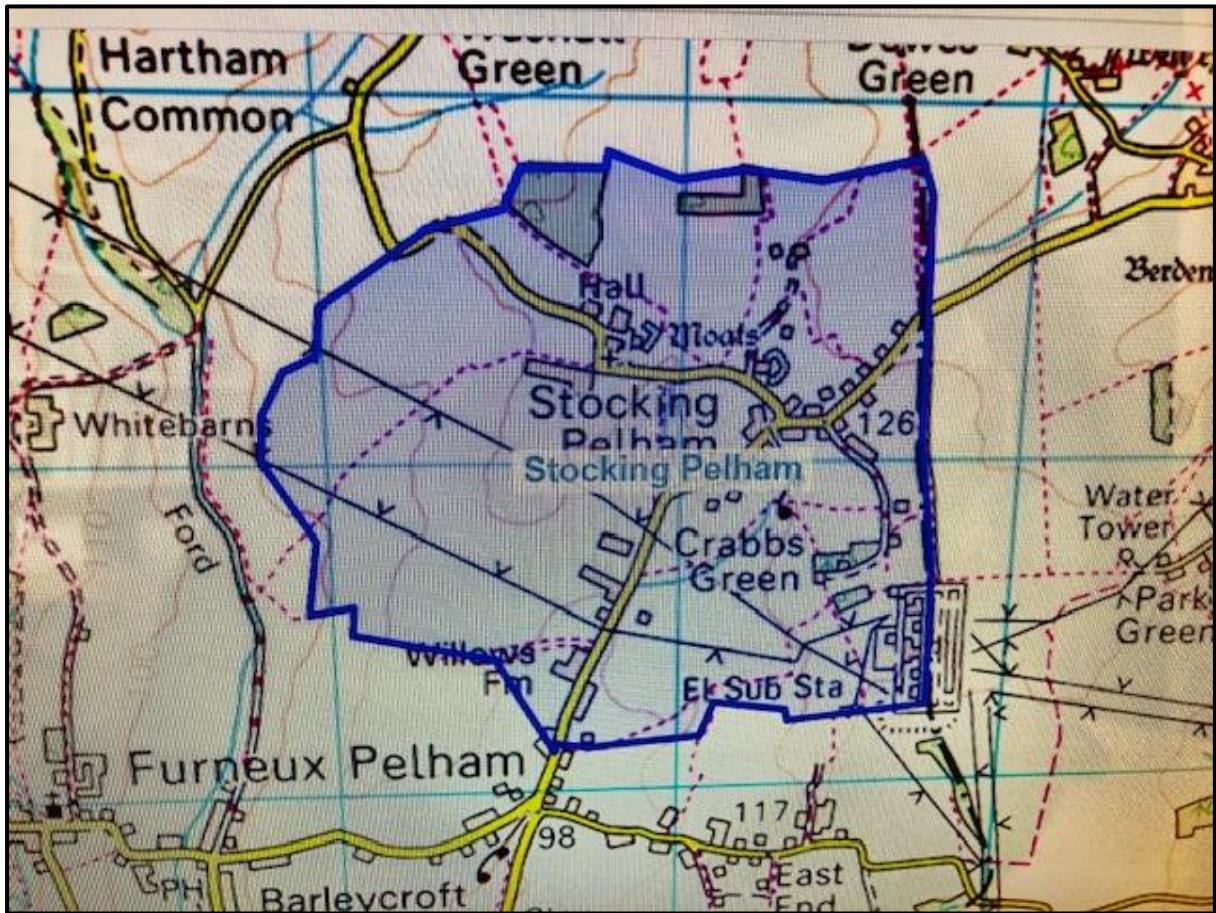 Hartham
Common
Green
Green
Berden
Hall
Moats
Whitebarns
Stocking
Pelham
126
Stocking Pelham
Water
Tower
Ford
Crabbs
Green
Park
Green
Willows
Fm
El Sub Sta
Furneux Pelham
98
117
PH
Barleycroft
East
End